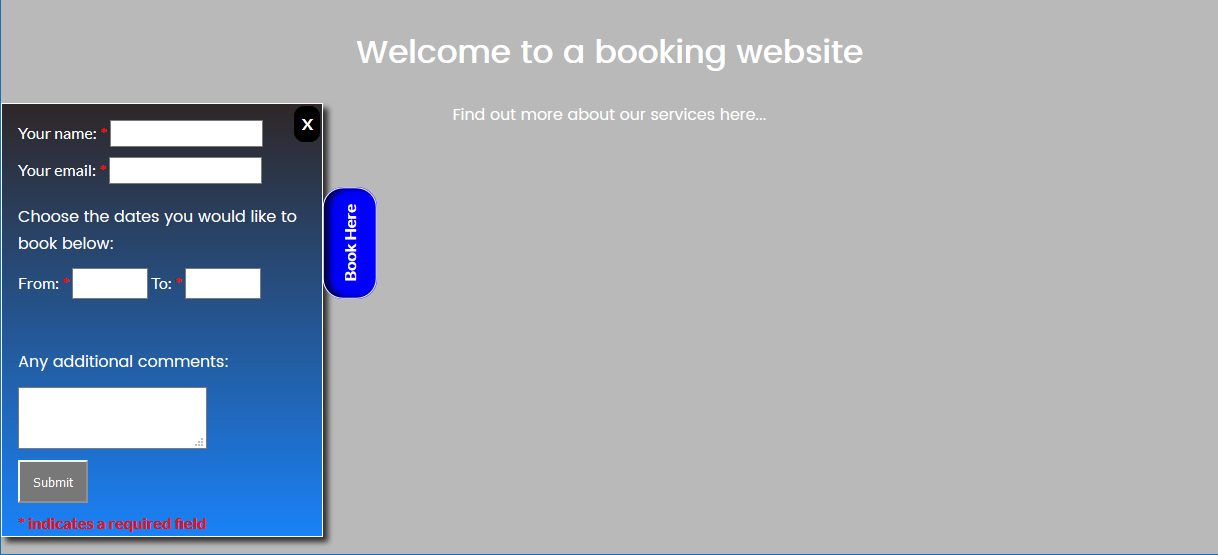 Welcome to a booking website
Find out more about our services here...
X
Your name: *
Your email: *
Choose the dates you would like to
book below:
From: * To: *
Book Here
Any additional comments:
Submit
* indicates a required field